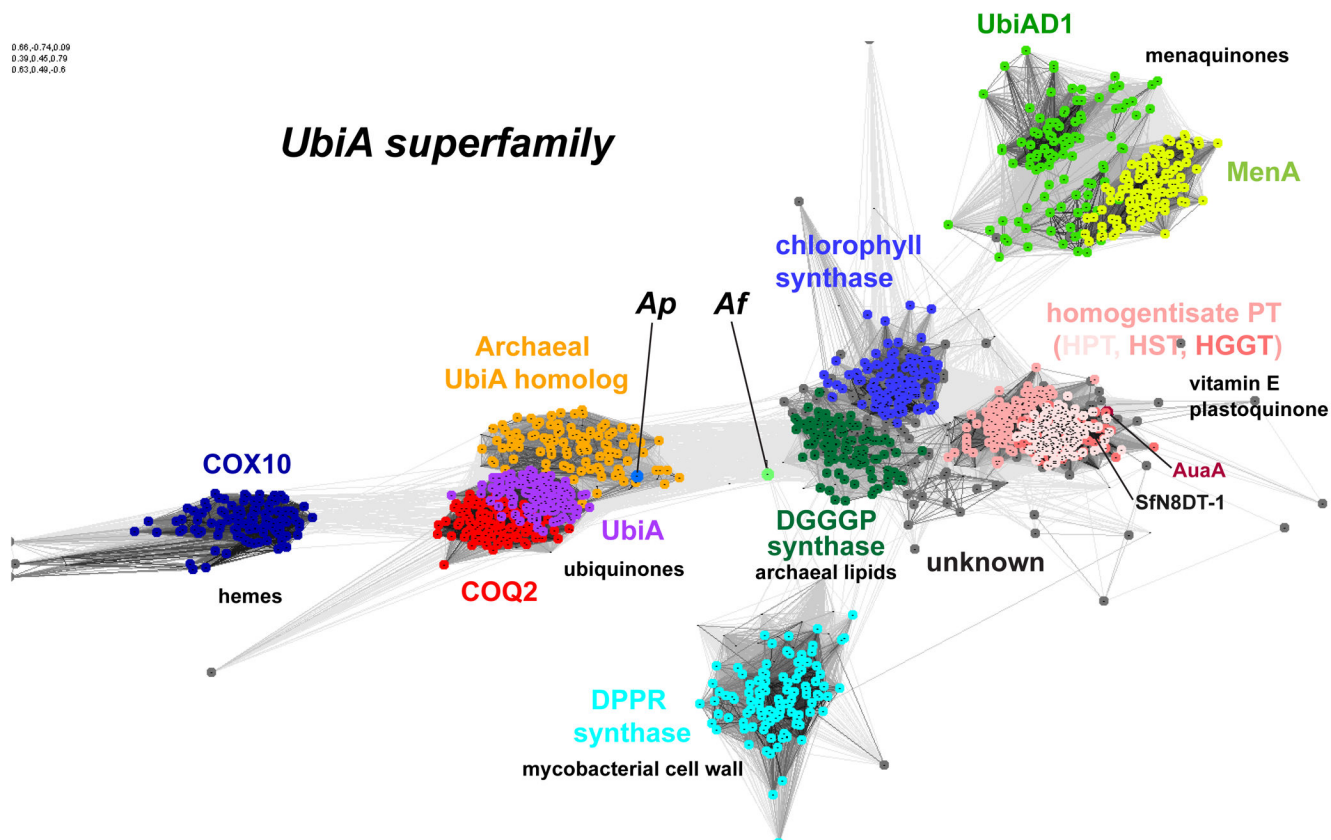 0.66,-0.74,0.09
0.39,0.45,0.79
0.63,0.49,-0.6
UbiA superfamily
UbiAD1
menaquinones
MenA
chlorophyll
synthase
Ap
Af
homogentisate PT
(HPT, HST, HGGT)
vitamin E
plastoquinone
Archaeal
UbiA homolog
COX10
AuaA
SfN8DT-1
UbiA
DGGGP
synthase
archaeal lipids
unknown
ubiquinones
COQ2
hemes
DPPR
synthase
mycobacterial cell wall